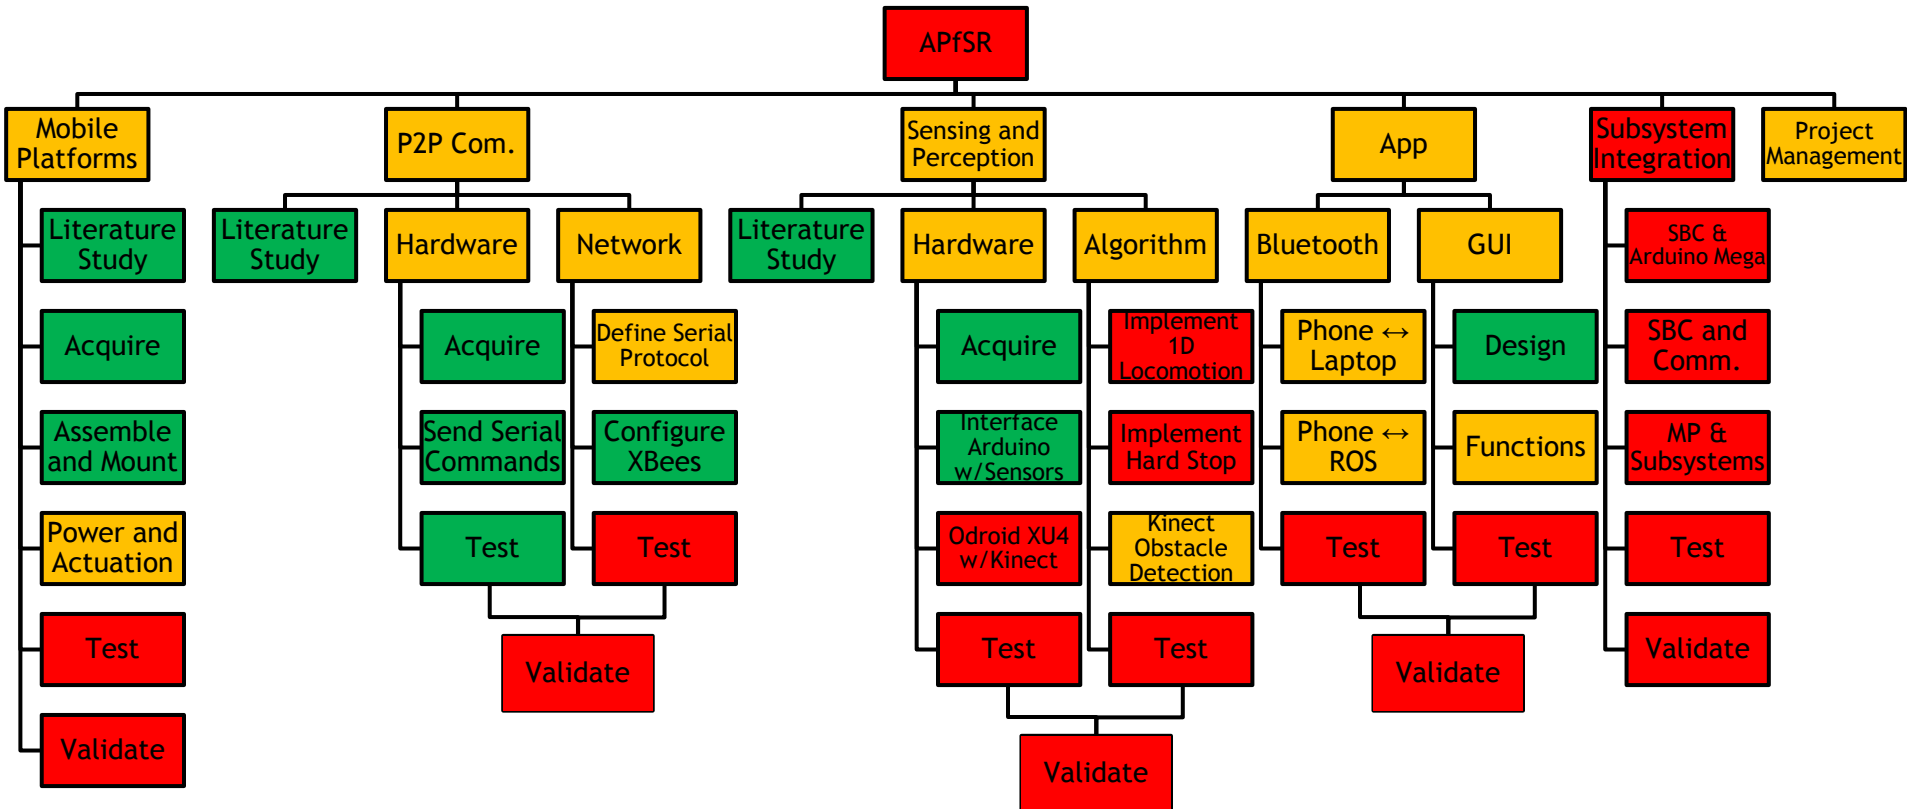 APfSR
Mobile
Platforms
P2P Com.
Sensing and
Perception
App
Subsystem
Integration
Project
Management
Literature
Study
Literature
Study
Hardware
Network
Literature
Study
Hardware
Algorithm
Bluetooth
GUI
SBC &
Arduino Mega
Acquire
Acquire
Define Serial
Protocol
Acquire
Implement
1D
Locomotion
Phone ↔
Laptop
Design
SBC and
Comm.
Assemble
and Mount
Send Serial
Commands
Configure
XBees
Interface
Arduino
w/Sensors
Implement
Hard Stop
Phone ↔
ROS
Functions
MP &
Subsystems
Power and
Actuation
Test
Test
Odroid XU4
w/Kinect
Kinect
Obstacle
Detection
Test
Test
Test
Test
Validate
Test
Test
Validate
Validate
Validate
Validate